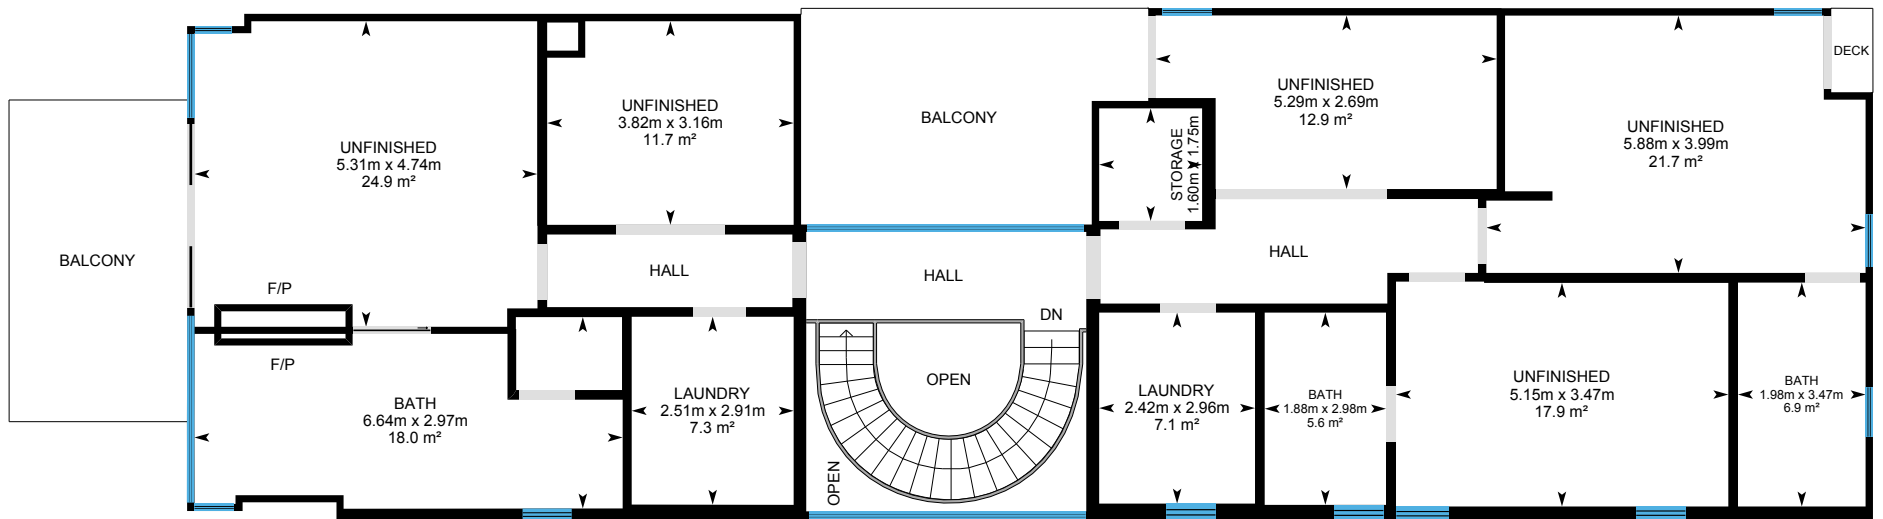 BALCONY
UNFINISHED
5.31m x 4.74m
24.9 m²
F/P
F/P
BATH
6.64m x 2.97m
18.0 m²
UNFINISHED
3.82m x 3.16m
11.7 m²
HALL
LAUNDRY
2.51m x 2.91m
7.3 m²
BALCONY
HALL
DN
OPEN
OPEN
STORAGE
1.60m x 1.75m
UNFINISHED
5.29m x 2.69m
12.9 m²
HALL
LAUNDRY
2.42m x 2.96m
7.1 m²
BATH
1.88m x 2.98m
5.6 m²
UNFINISHED
5.88m x 3.99m
21.7 m²
DECK
UNFINISHED
5.15m x 3.47m
17.9 m²
BATH
1.98m x 3.47m
6.9 m²